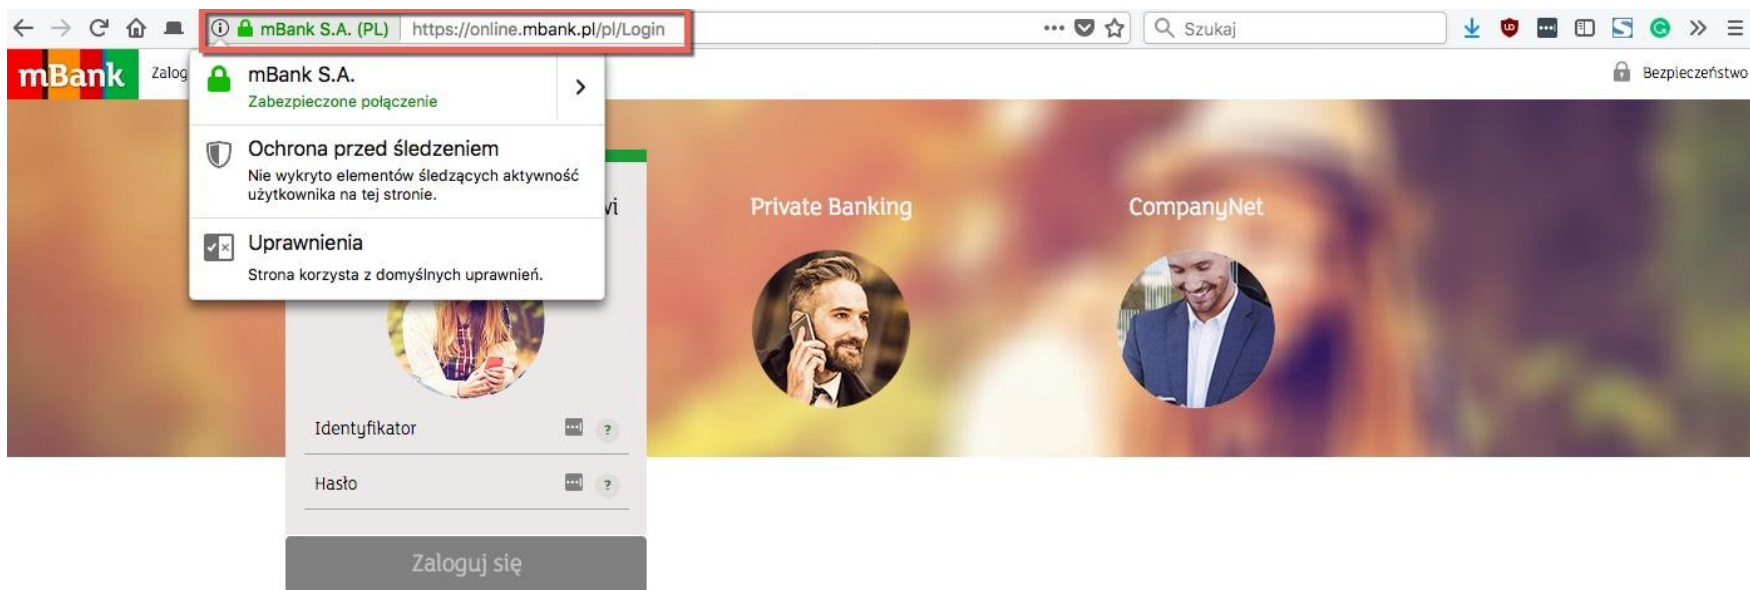 mBank S.A. (PL) https://online.mbank.pl/pl/Login
Szukaj
mBank
Zalog
Bezpieczeństwo
mBank S.A.
Zabezpieczone połączenie
Ochrona przed śledzeniem
Nie wykryto elementów śledzących aktywność
użytkownika na tej stronie.
Uprawnienia
Strona korzysta z domyślnych uprawnień.
vi
Private Banking
CompanyNet
Identyfikator
?
Hasło
?
Zaloguj się